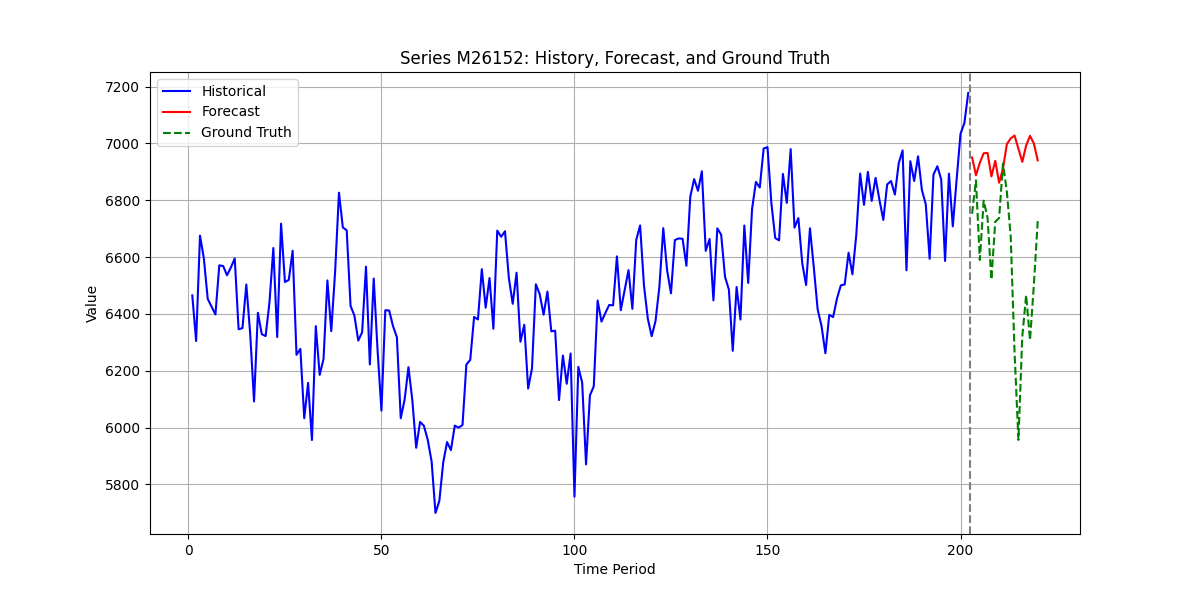 Series M26152: History, Forecast, and Ground Truth
Historical
Forecast
Ground Truth
7200
7000
6800
6600
6400
6200
6000
5800
Value
0 50 100 150 200
Time Period